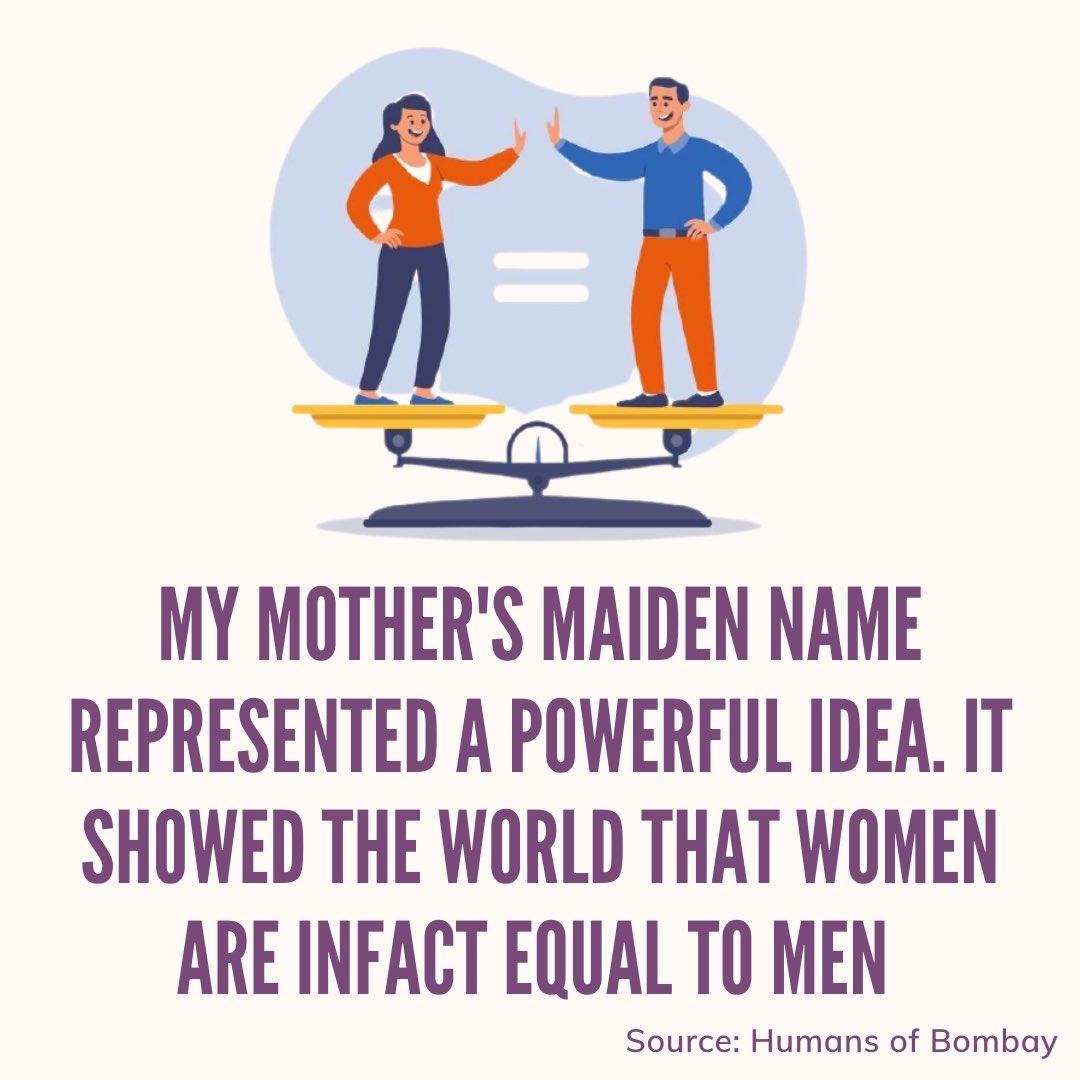 MY MOTHER'S MAIDEN NAME
REPRESENTED A POWERFUL IDEA. IT
SHOWED THE WORLD THAT WOMEN
ARE INFACT EQUAL TO MEN
Source: Humans of Bombay